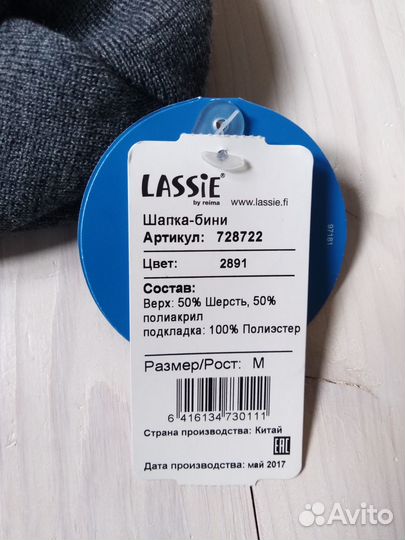 LASSiE®
by reima
www.lassie.fi
Шапка-бини
Артикул: 728722
Цвет: 2891
Состав:
Верх: 50% Шерсть, 50%
полиакрил
подкладка: 100% Полиэстер
Размер/Рост: M
6 416134 730111
Страна производства: Китай
EAC
Дата производства: май 2017
97181
Avito